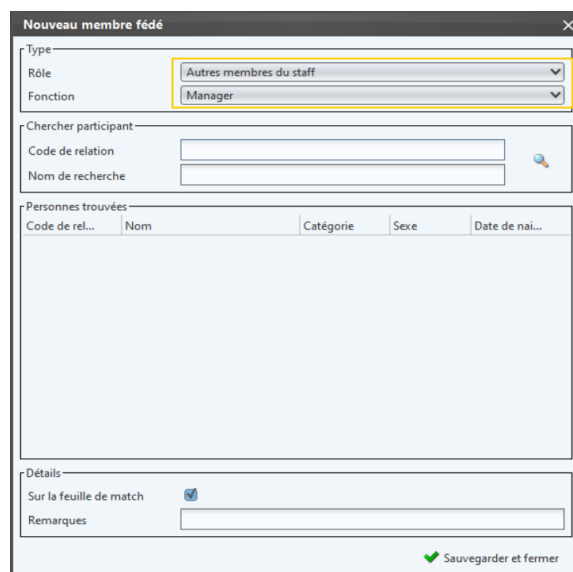 Nouveau membre fédé
Type
Rôle Autres membres du staff
Fonction Manager
Chercher participant
Code de relation
Nom de recherche
Personnes trouvées
Code de rel... Nom Catégorie Sexe Date de nai...
Détails
Sur la feuille de match
Remarques
Sauvegarder et fermer